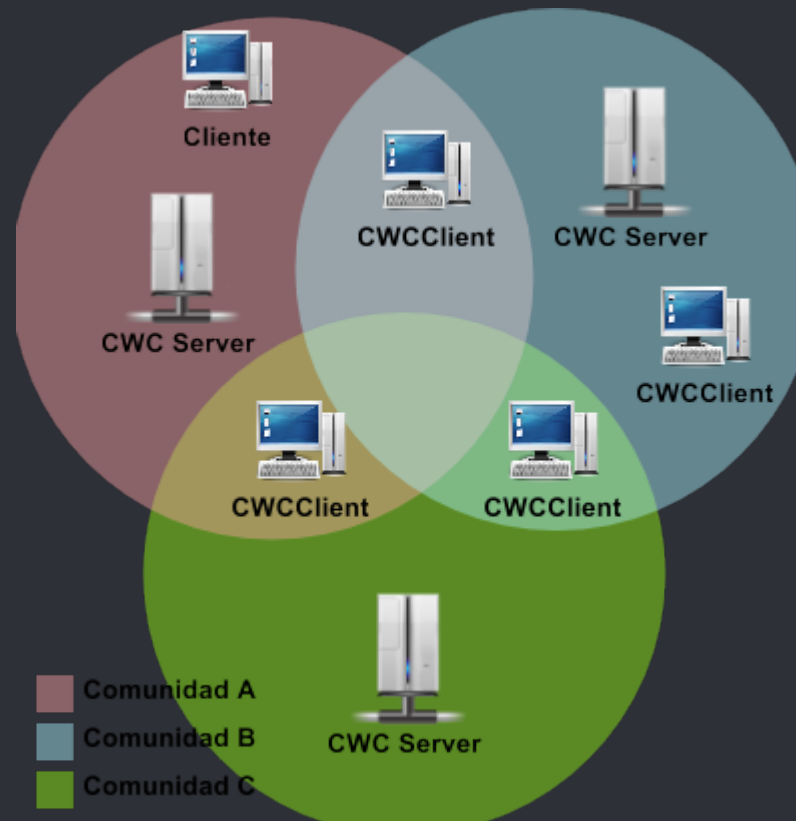 Cliente
CWCClient
CWC Server
CWC Server
CWCClient
CWCClient
CWCClient
Comunidad A
Comunidad B
CWC Server
Comunidad C